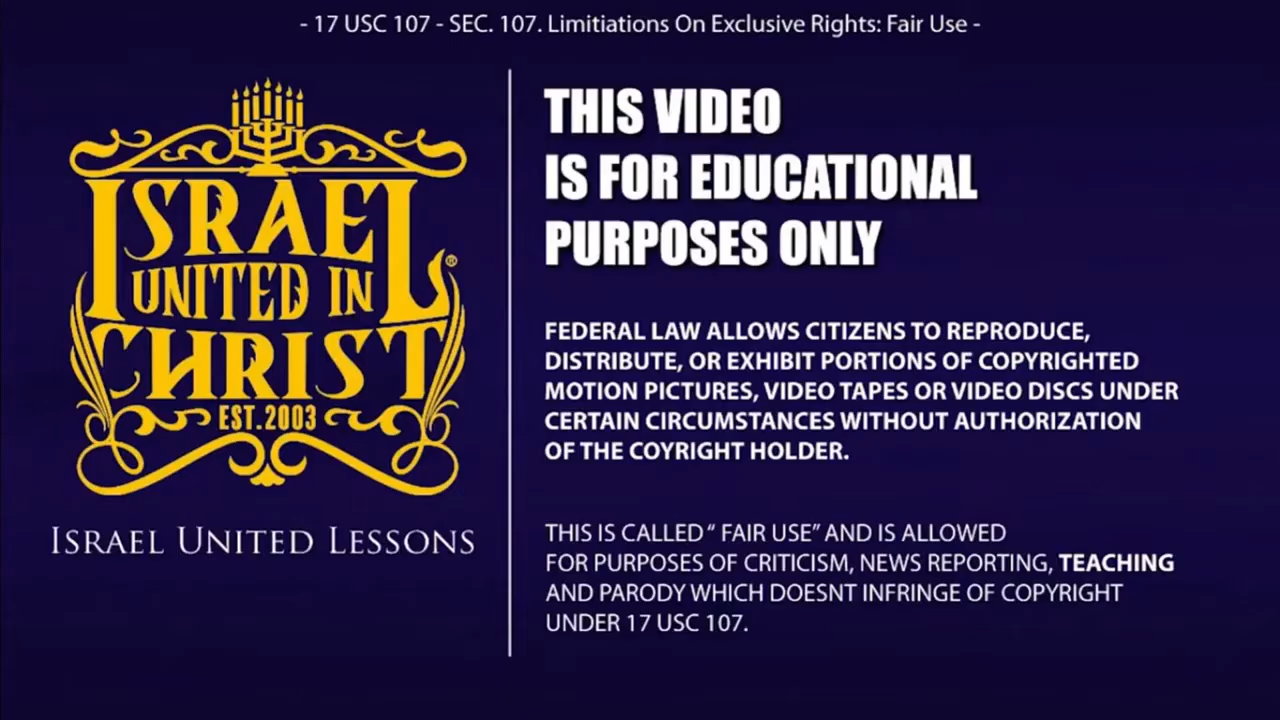 - 17 USC 107 - SEC. 107. Limitiations On Exclusive Rights: Fair Use -
ISRAEL
UNITED IN
CHRIST
®
EST.2003
ISRAEL UNITED LESSONS
THIS VIDEO
IS FOR EDUCATIONAL
PURPOSES ONLY
FEDERAL LAW ALLOWS CITIZENS TO REPRODUCE,
DISTRIBUTE, OR EXHIBIT PORTIONS OF COPYRIGHTED
MOTION PICTURES, VIDEO TAPES OR VIDEO DISCS UNDER
CERTAIN CIRCUMSTANCES WITHOUT AUTHORIZATION
OF THE COYRIGHT HOLDER.
THIS IS CALLED “ FAIR USE” AND IS ALLOWED
FOR PURPOSES OF CRITICISM, NEWS REPORTING, TEACHING
AND PARODY WHICH DOESNT INFRINGE OF COPYRIGHT
UNDER 17 USC 107.